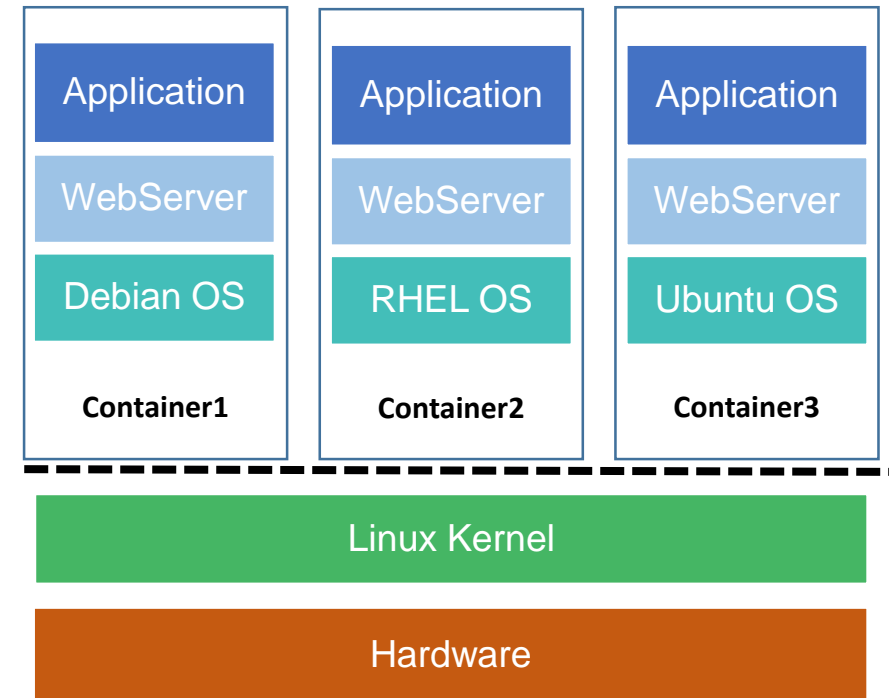 Application
WebServer
Debian OS
Container1
Application
WebServer
RHEL OS
Container2
Application
WebServer
Ubuntu OS
Container3
Linux Kernel
Hardware